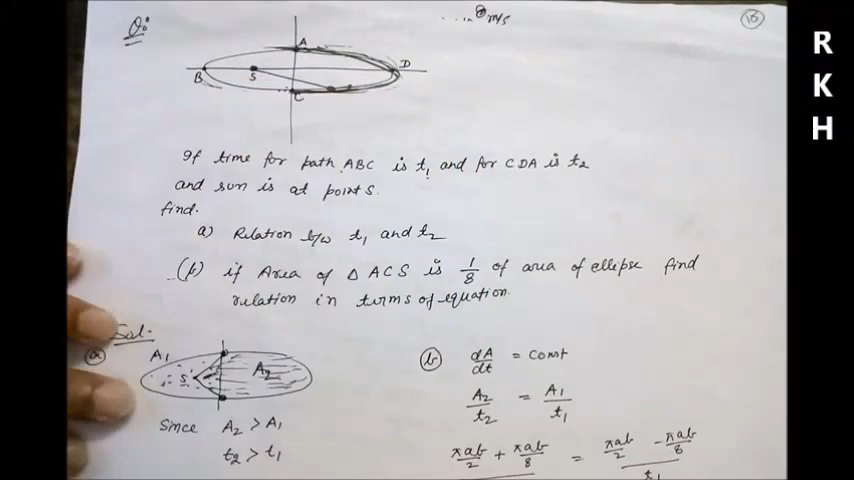 Q:
..... 8 m/s
16
A
B
S
D
C
R
K
H
If time for path ABC is t₁ and for CDA is t₂
and sun is at point S.
find.
a) Relation b/w t₁ and t₂
(b) if Area of Δ ACS is 1/8 of area of ellipse find
relation in terms of equation.
Sol.
(a)
A₁
S
A₂
Since A₂ > A₁
t₂ > t₁
(b) dA/dt = const
A₂/t₂ = A₁/t₁
πab/2 + πab/8 = πab/2 - πab/8
t₁